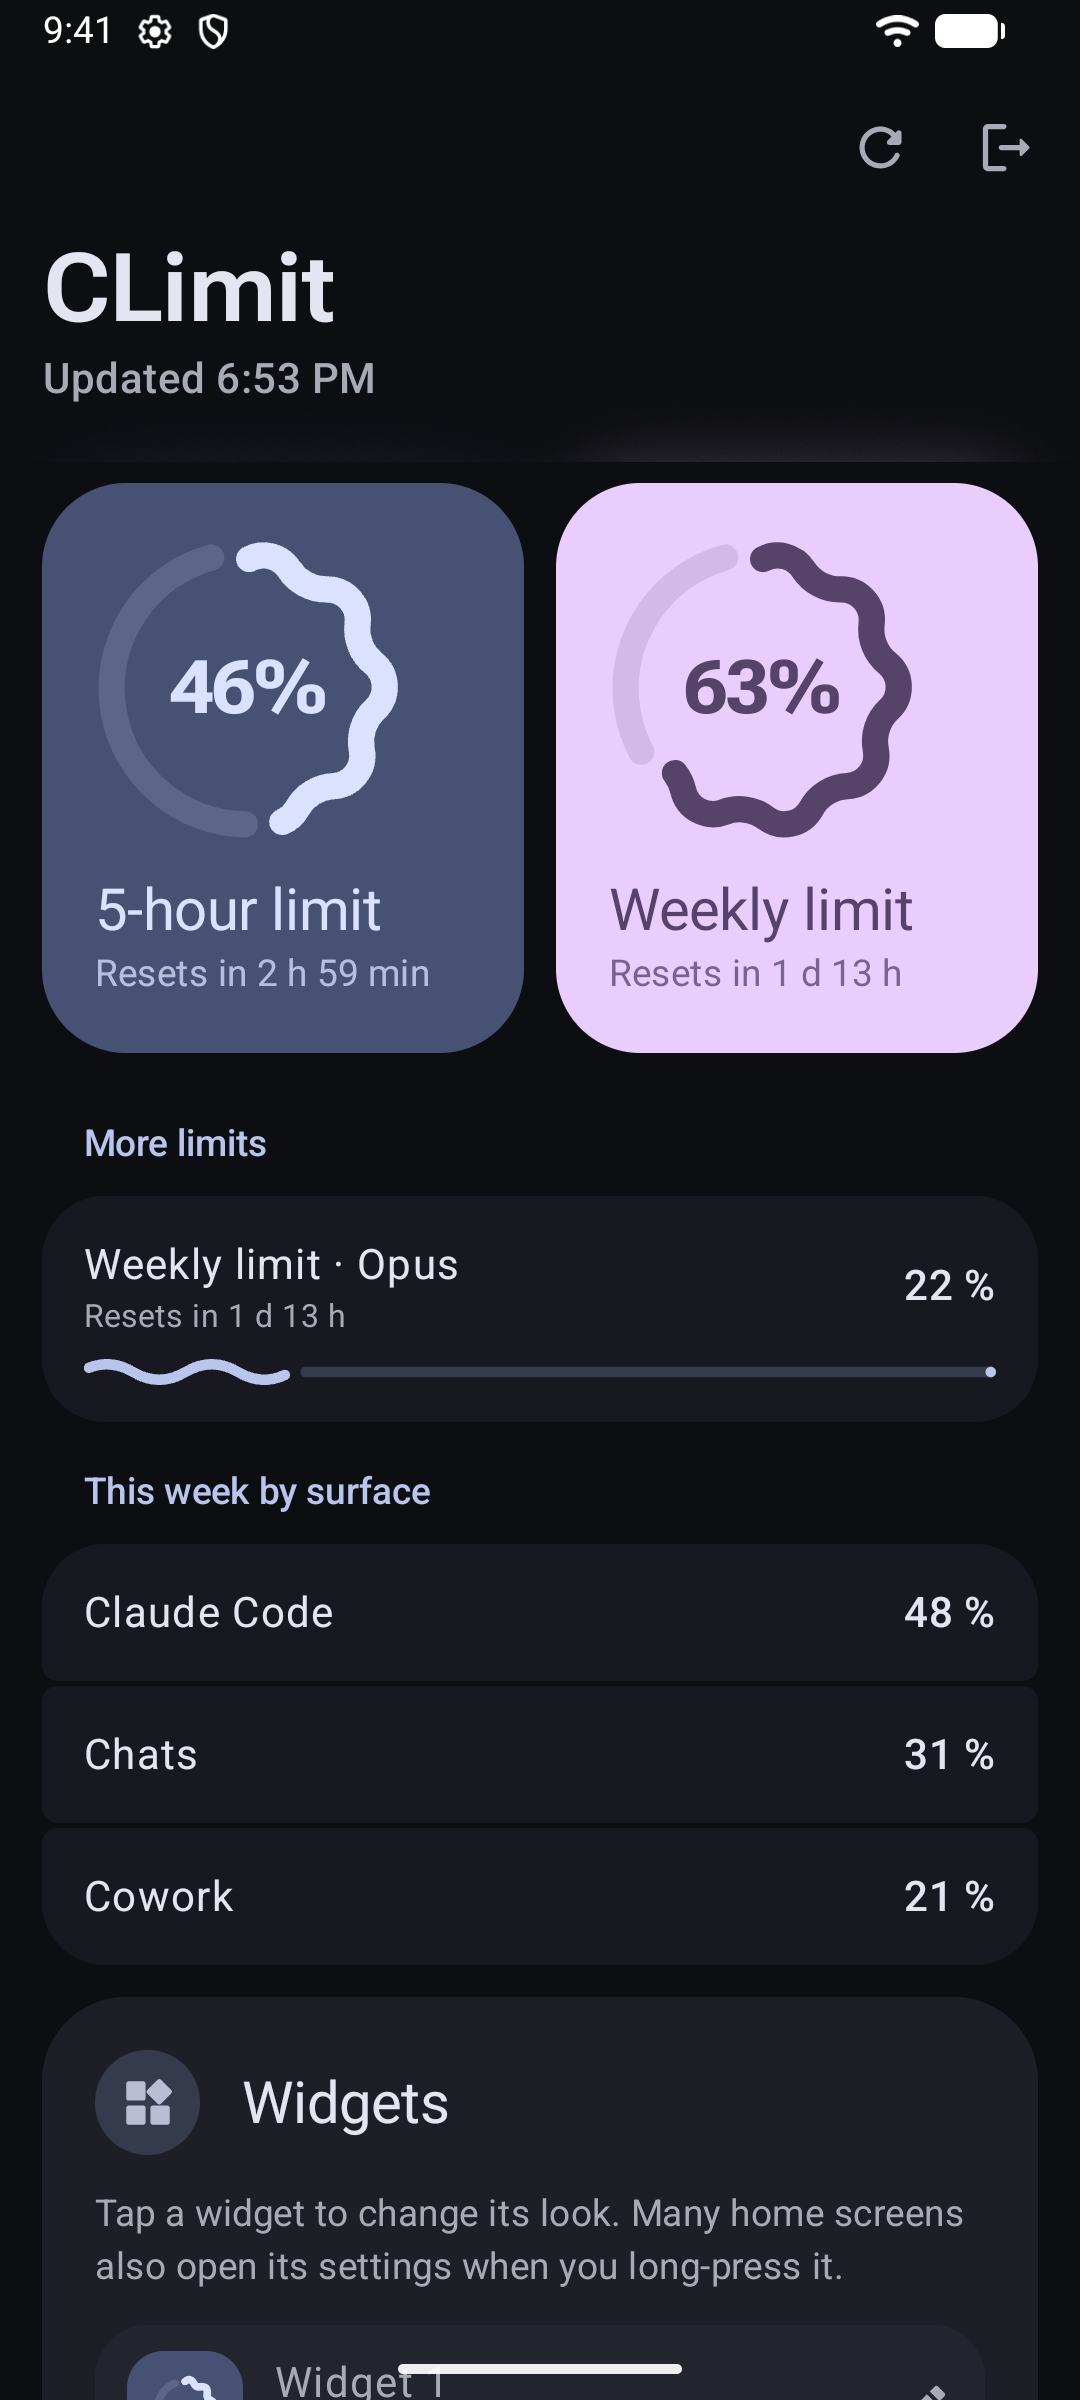 9:41
CLimit
Updated 6:53 PM
46%
5-hour limit
Resets in 2 h 59 min
63%
Weekly limit
Resets in 1 d 13 h
More limits
Weekly limit · Opus
22 %
Resets in 1 d 13 h
This week by surface
Claude Code
48 %
Chats
31 %
Cowork
21 %
Widgets
Tap a widget to change its look. Many home screens
also open its settings when you long-press it.
Widget 1